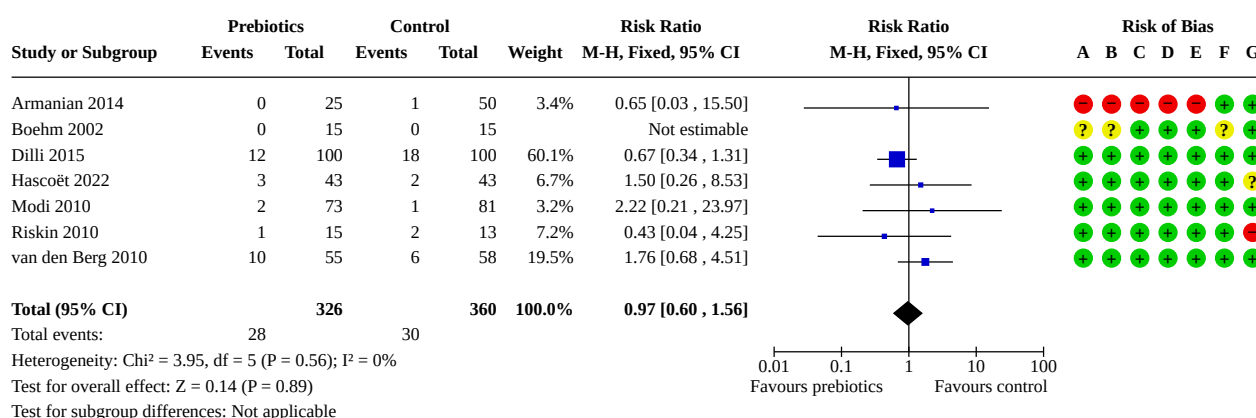 Prebiotics Control Risk Ratio Risk Ratio Risk of Bias
Study or Subgroup Events Total Events Total Weight M-H, Fixed, 95% CI M-H, Fixed, 95% CI A B C D E F G
Armanian 2014 0 25 1 50 3.4% 0.65 [0.03 , 15.50] − − − − − + +
Boehm 2002 0 15 0 15 Not estimable ? ? + + + ? +
Dilli 2015 12 100 18 100 60.1% 0.67 [0.34 , 1.31] + + + + + + +
Hascoët 2022 3 43 2 43 6.7% 1.50 [0.26 , 8.53] + + + + + + ?
Modi 2010 2 73 1 81 3.2% 2.22 [0.21 , 23.97] + + + + + + +
Riskin 2010 1 15 2 13 7.2% 0.43 [0.04 , 4.25] + + + + + + −
van den Berg 2010 10 55 6 58 19.5% 1.76 [0.68 , 4.51] + + + + + + +
Total (95% CI) 326 360 100.0% 0.97 [0.60 , 1.56]
Total events: 28 30
Heterogeneity: Chi² = 3.95, df = 5 (P = 0.56); I² = 0%
Test for overall effect: Z = 0.14 (P = 0.89)
Test for subgroup differences: Not applicable
0.01 0.1 1 10 100
Favours prebiotics Favours control